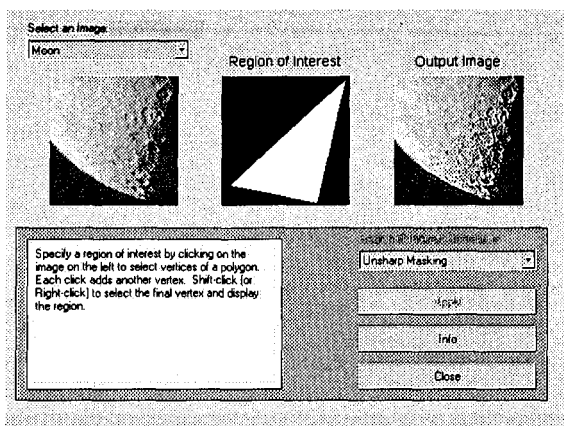 Select an Image:
Moon
Region of Interest
Output Image
Specify a region of interest by clicking on the
image on the left to select vertices of a polygon.
Each click adds another vertex. Shift-click (or
Right-click) to select the final vertex and display
the region.
Unsharp Masking
Apply
Info
Close